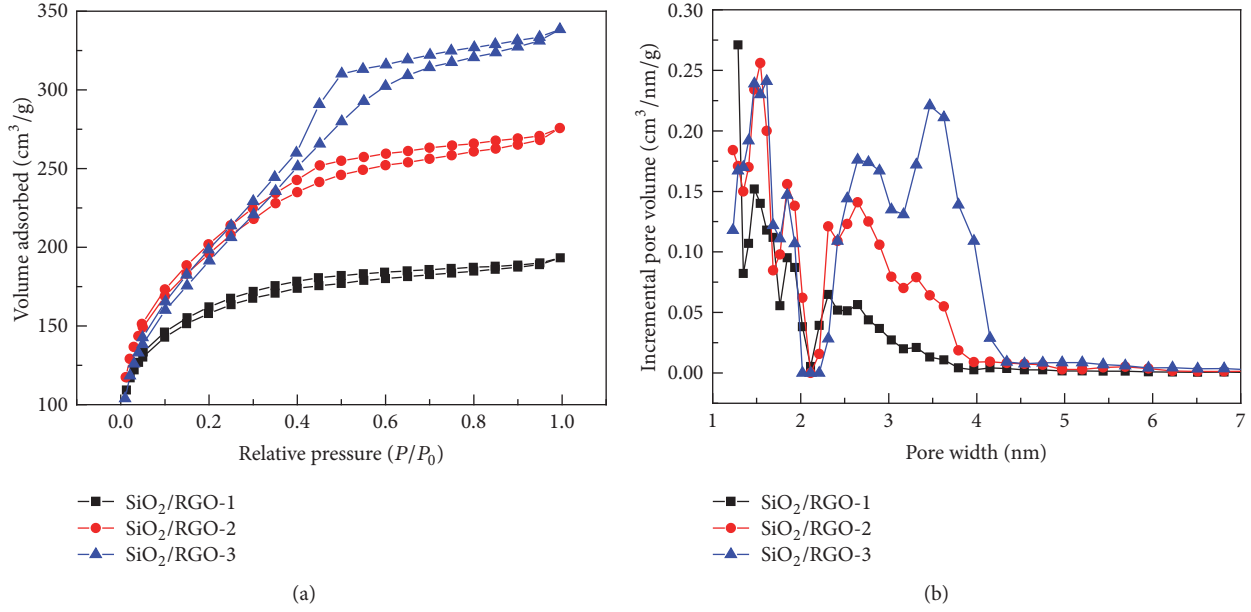 350
300
250
200
150
100
Volume adsorbed (cm³/g)
0.0 0.2 0.4 0.6 0.8 1.0
Relative pressure (P/P₀)
SiO₂/RGO-1
SiO₂/RGO-2
SiO₂/RGO-3
(a)
0.30
0.25
0.20
0.15
0.10
0.05
0.00
Incremental pore volume (cm³/nm/g)
1 2 3 4 5 6 7
Pore width (nm)
SiO₂/RGO-1
SiO₂/RGO-2
SiO₂/RGO-3
(b)